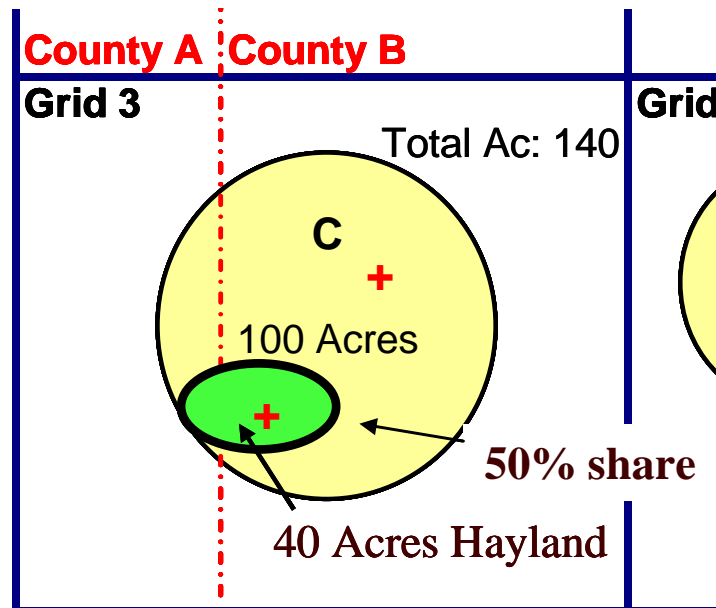 County A County B
Grid 3
Grid
Total Ac: 140
C
100 Acres
50% share
40 Acres Hayland